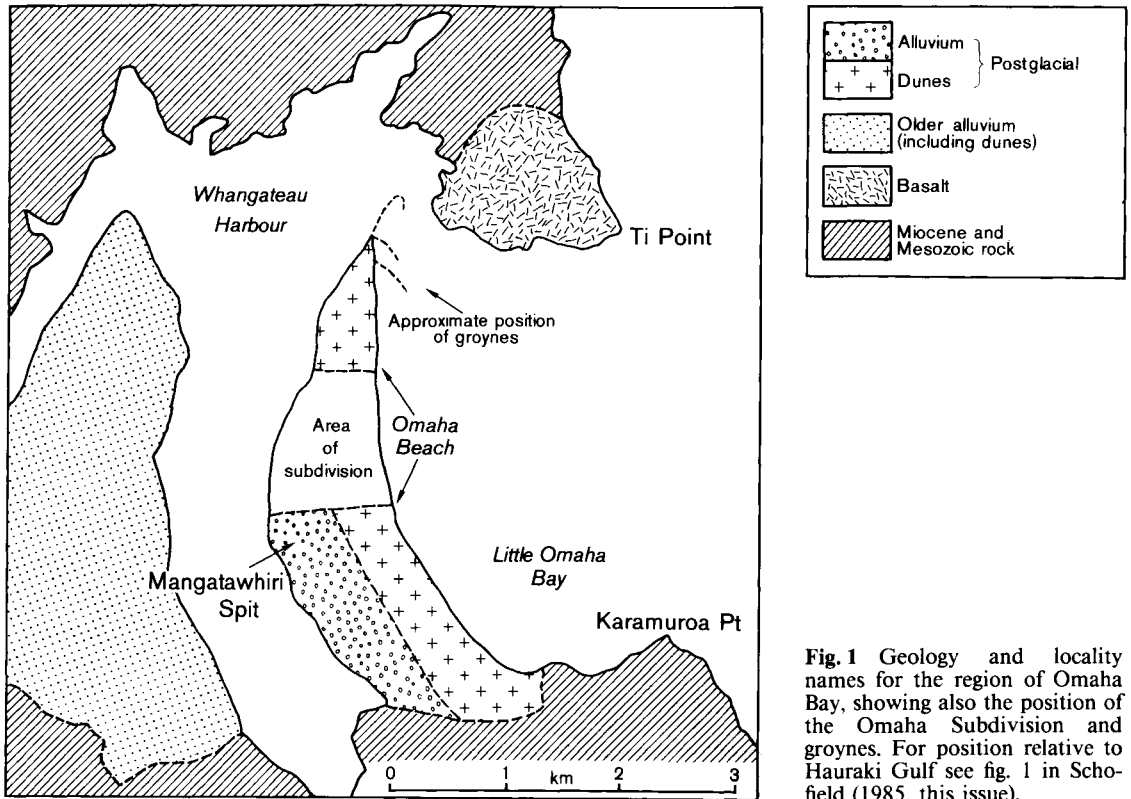 Whangateau
Harbour
Ti Point
Approximate position
of groynes
Area
of
subdivision
Omaha
Beach
Little Omaha
Bay
Mangatawhiri
Spit
Karamuroa Pt
0 1 2 3
km
Alluvium
Dunes
Postglacial
Older alluvium
(including dunes)
Basalt
Miocene and
Mesozoic rock
Fig. 1 Geology and locality
names for the region of Omaha
Bay, showing also the position of
the Omaha Subdivision and
groynes. For position relative to
Hauraki Gulf see fig. 1 in Scho-
field (1985, this issue).